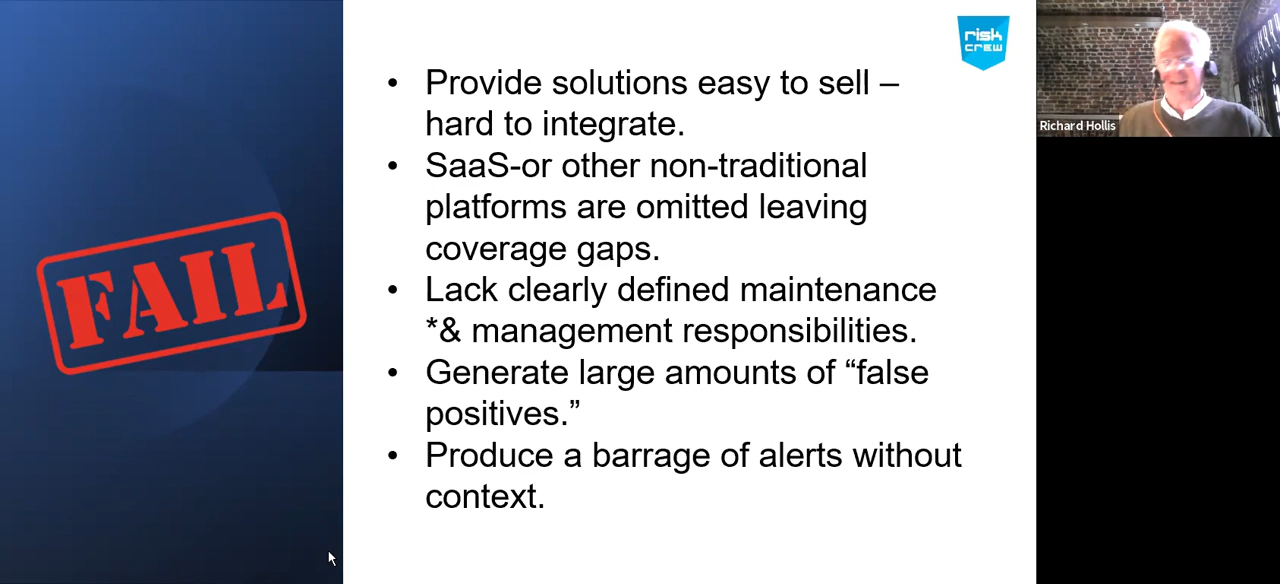 FAIL
risk
crew
• Provide solutions easy to sell –
hard to integrate.
• SaaS-or other non-traditional
platforms are omitted leaving
coverage gaps.
• Lack clearly defined maintenance
*& management responsibilities.
• Generate large amounts of “false
positives.”
• Produce a barrage of alerts without
context.
Richard Hollis